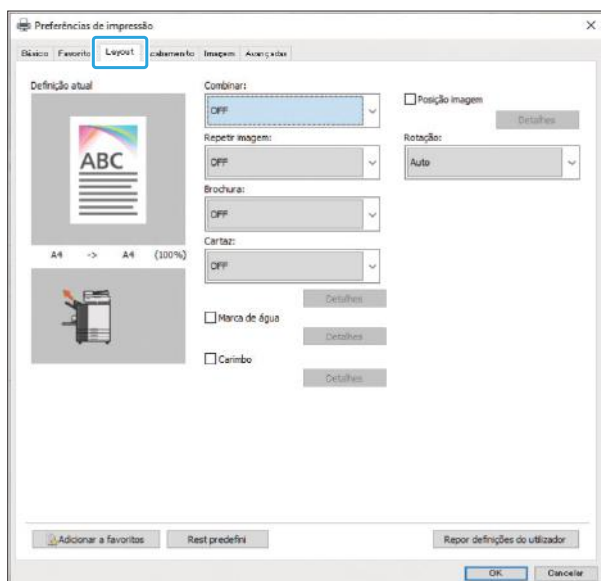 Preferências de impressão
Básico Favorito Layout cabamento Imagem Avançadas
Definição atual
ABC
A4 -> A4 (100%)
Combinar:
OFF
Repetir imagem:
OFF
Brochura:
OFF
Cartaz:
OFF
Detalhes
Marca de água
Detalhes
Carimbo
Detalhes
Posição imagem
Detalhes
Rotação:
Auto
Adicionar a favoritos Rest predefini Repor definições do utilizador
OK Cancelar